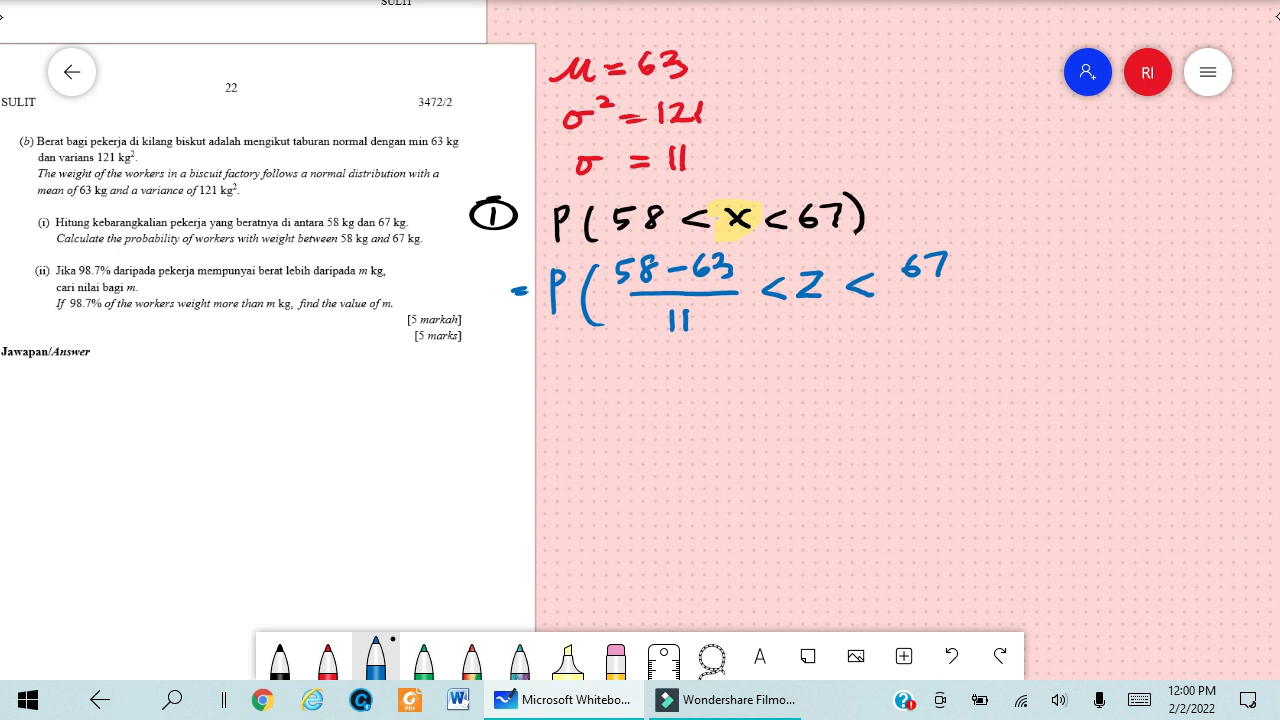 SULIT
22
SULIT 3472/2
(b) Berat bagi pekerja di kilang biskut adalah mengikut taburan normal dengan min 63 kg
dan varians 121 kg².
The weight of the workers in a biscuit factory follows a normal distribution with a
mean of 63 kg and a variance of 121 kg².
(i) Hitung kebarangkalian pekerja yang beratnya di antara 58 kg dan 67 kg.
Calculate the probability of workers with weight between 58 kg and 67 kg.
(ii) Jika 98.7% daripada pekerja mempunyai berat lebih daripada m kg,
cari nilai bagi m.
If 98.7% of the workers weight more than m kg, find the value of m.
[5 markah]
[5 marks]
Jawapan/Answer
μ = 63
σ² = 121
σ = 11
① P( 58 < x < 67)
= P( 58 - 63 / 11 < Z < 67
RI
A
PDF
Microsoft Whitebo...
Wondershare Filmo...
12:00 PM
2/2/2022